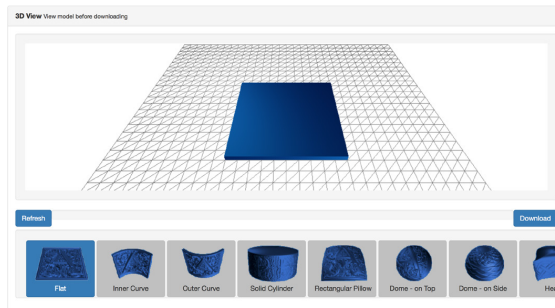 3D View View model before downloading
Refresh
Download
Flat
Inner Curve
Outer Curve
Solid Cylinder
Rectangular Pillow
Dome - on Top
Dome - on Side